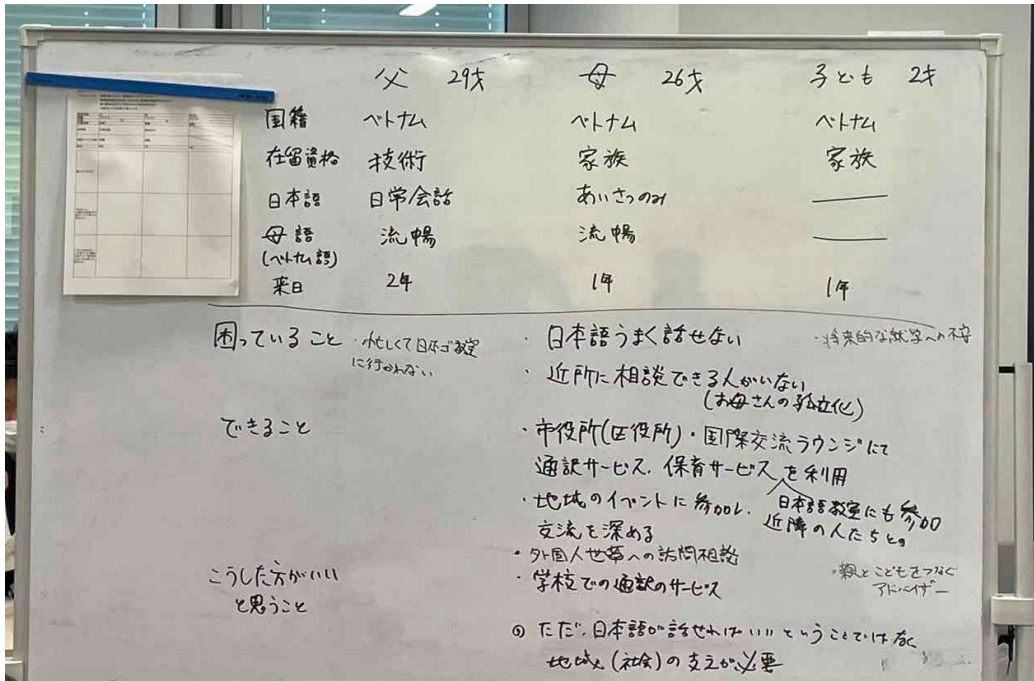 父 29才 母 26才 子ども 2才
国籍 ベトナム ベトナム ベトナム
在留資格 技術 家族 家族
日本語 日常会話 あいさつのみ ―
母語 流暢 流暢 ―
(ベトナム語)
来日 2年 1年 1年
困っていること ・忙しくて日本ゴ教室に行かれない
・日本語うまく話せない
・近所に相談できる人がいない
(お母さんの孤立化)
・将来的な就学への不安
できること
・市役所(区役所)・国際交流ラウンジにて
通訳サービス、保育サービスを利用
日本語教室にも参加
・地域のイベントに参加し、近隣の人たちと
交流を深める
・外国人世帯への訪問相談
こうした方がいい
と思うこと
・学校での通訳のサービス
・親とこどもをつなぐ
アドバイザー
ただ、日本語が話せればいいということではなく
地域(社会)の支えが必要